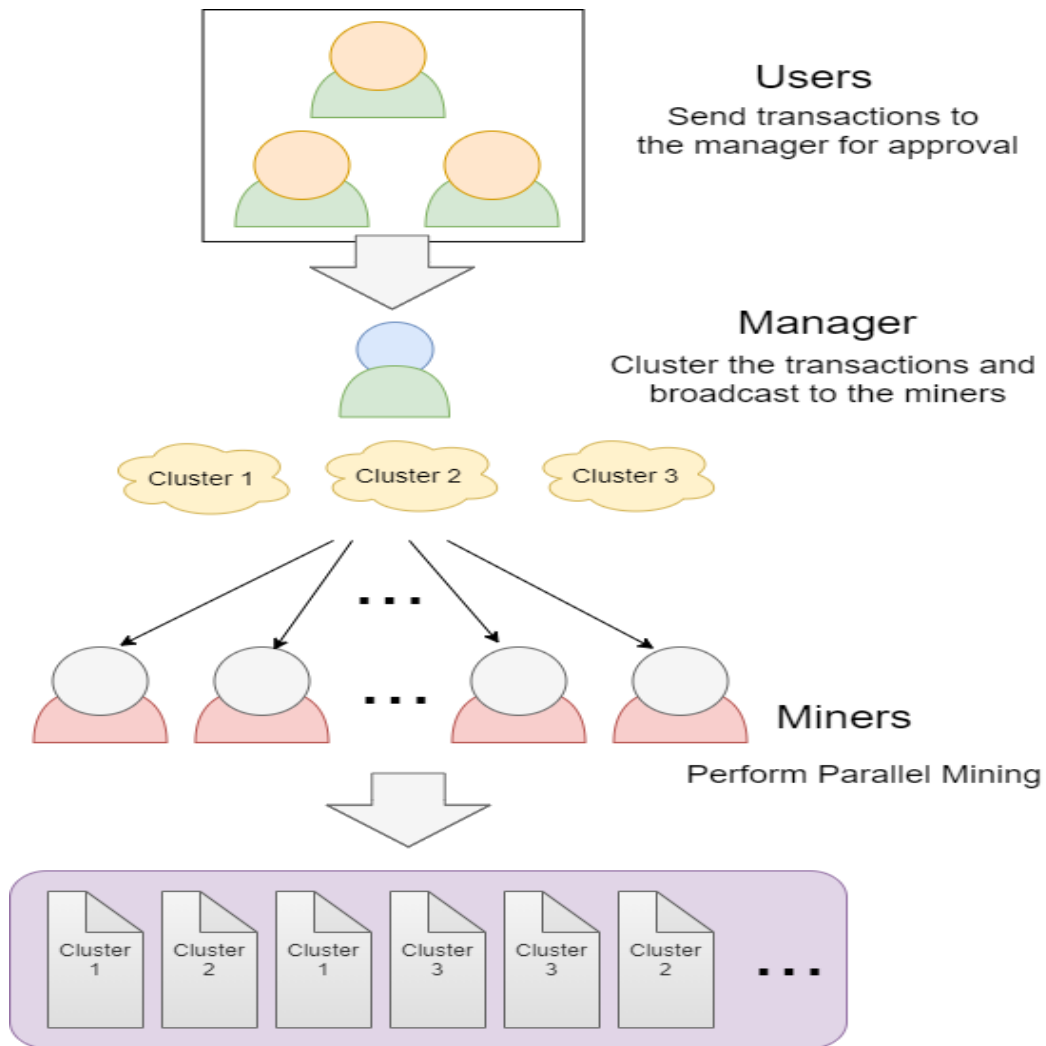 Users
Send transactions to
the manager for approval
Manager
Cluster the transactions and
broadcast to the miners
Cluster 1
Cluster 2
Cluster 3
...
...
Miners
Perform Parallel Mining
Cluster
1
Cluster
2
Cluster
1
Cluster
3
Cluster
3
Cluster
2
...